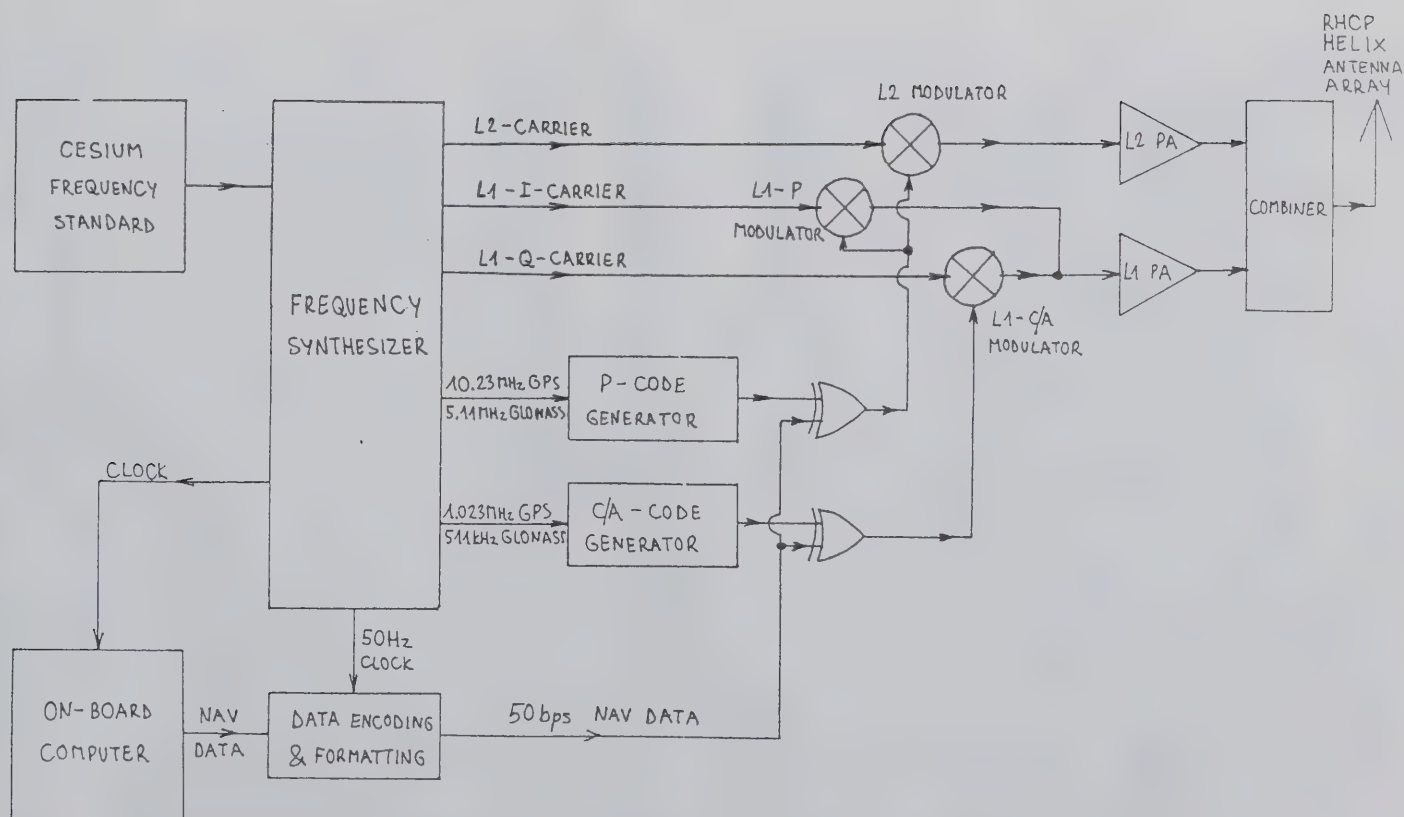 RHCP
HELIX
ANTENNA
ARRAY
L2 MODULATOR
CESIUM
FREQUENCY
STANDARD
L2-CARRIER
L2 PA
L1-I-CARRIER
L1-P
MODULATOR
COMBINER
L1-Q-CARRIER
L1 PA
FREQUENCY
SYNTHESIZER
L1-C/A
MODULATOR
10.23MHz GPS
5.11MHz GLONASS
P-CODE
GENERATOR
CLOCK
1.023MHz GPS
511kHz GLONASS
C/A-CODE
GENERATOR
50Hz
CLOCK
ON-BOARD
COMPUTER
NAV
DATA
DATA ENCODING
& FORMATTING
50bps NAV DATA